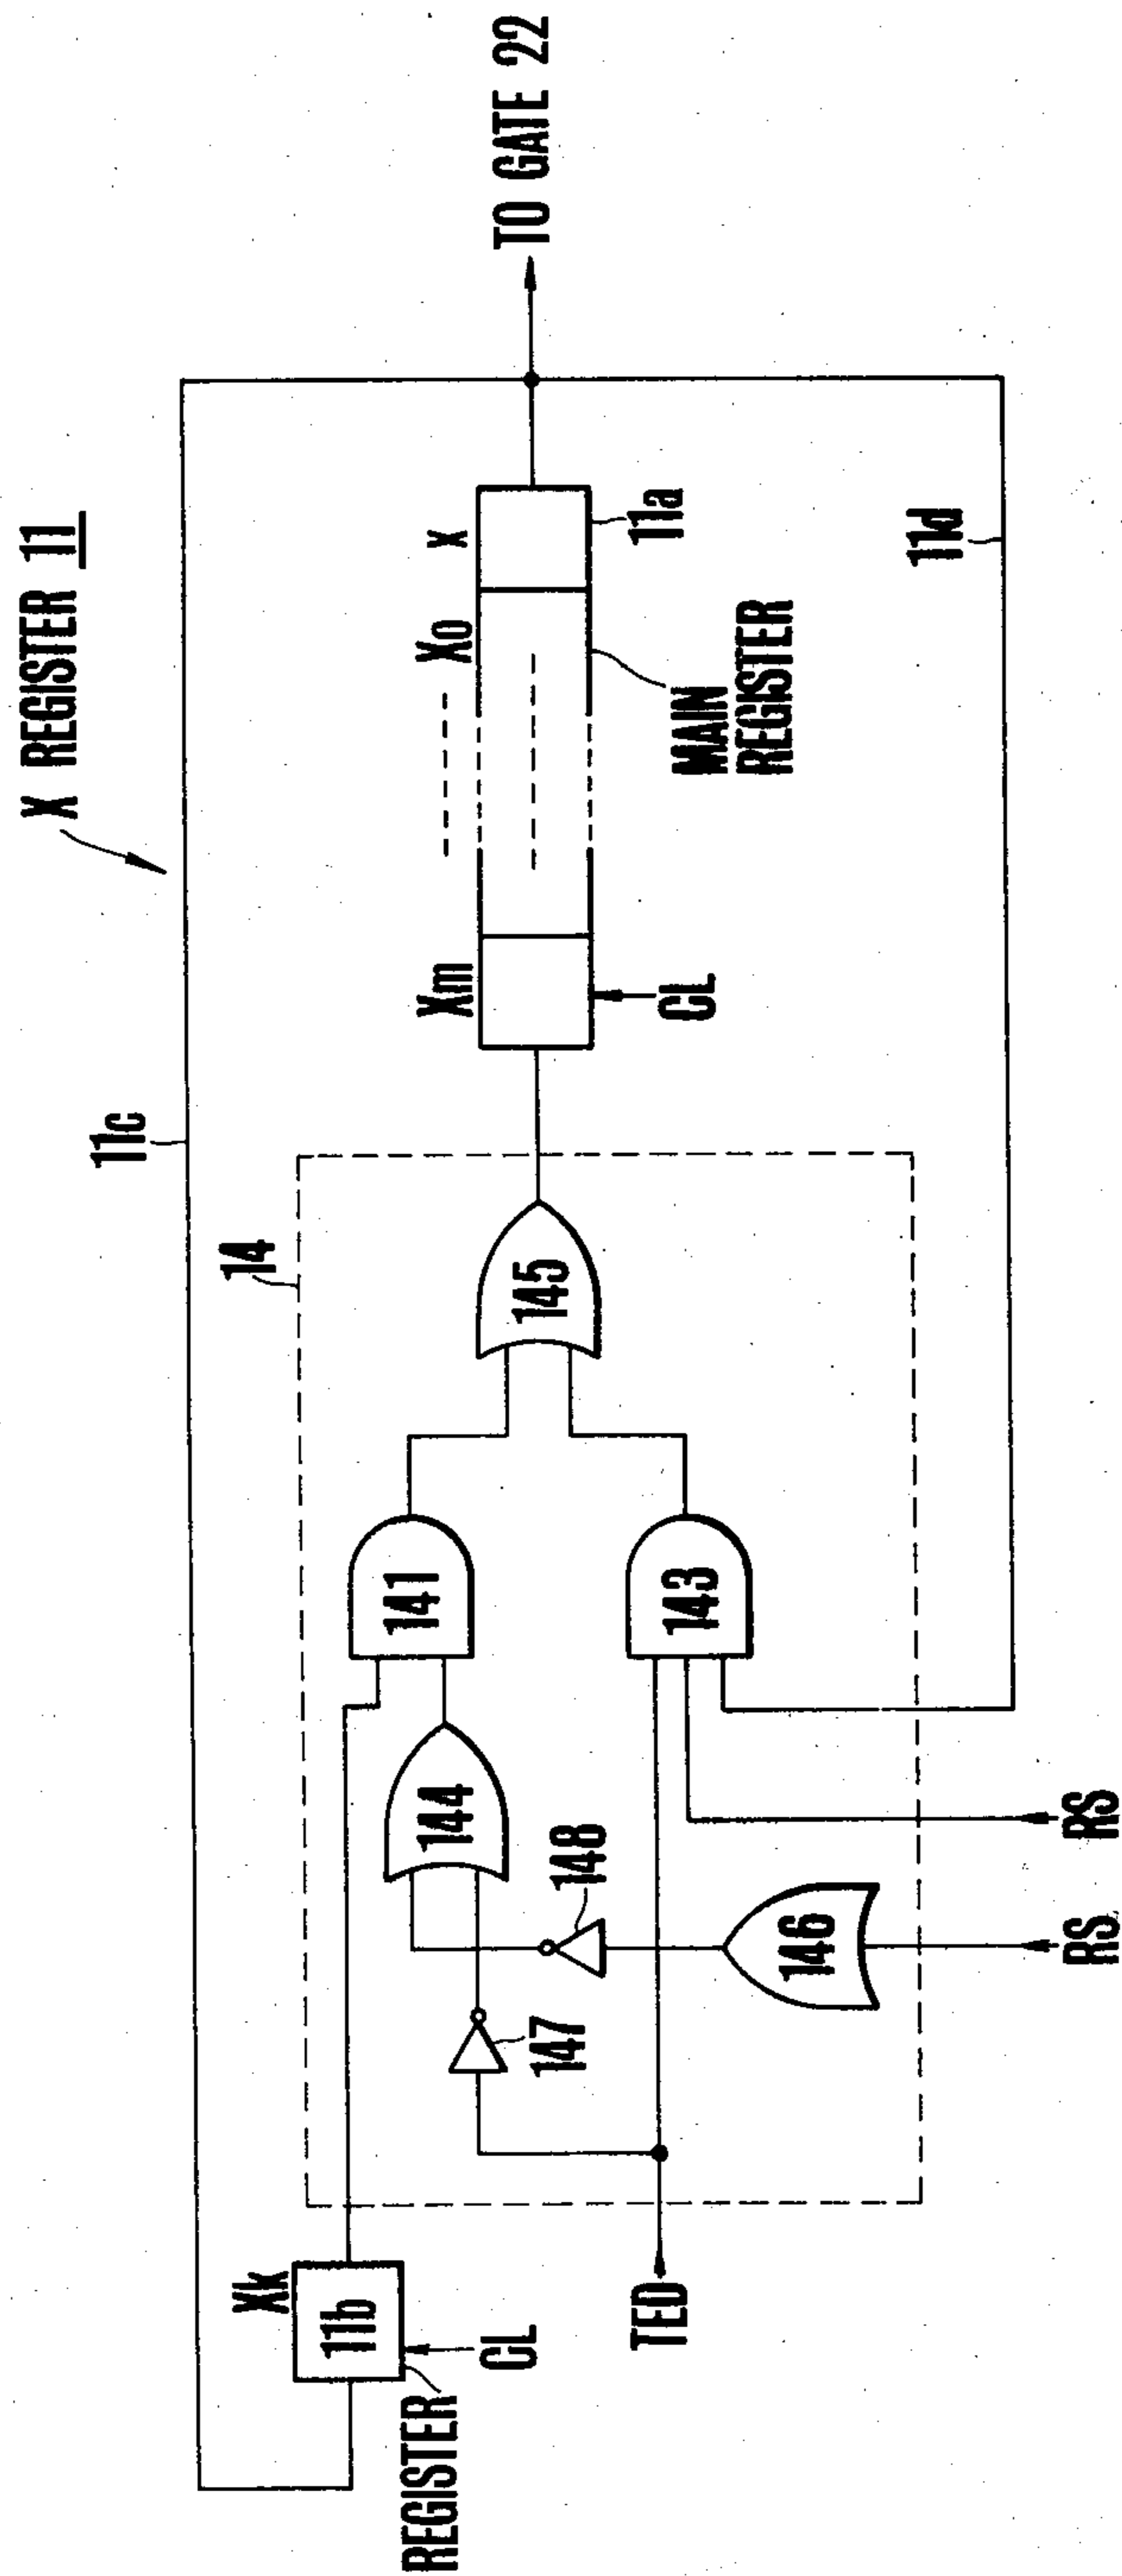 X REGISTER 11
11c
14
Xk
11b
REGISTER
CL
TED
147
148
144
146
RS
RS
141
143
145
Xm
CL
Xo
x
11a
MAIN
REGISTER
11d
TO GATE 22